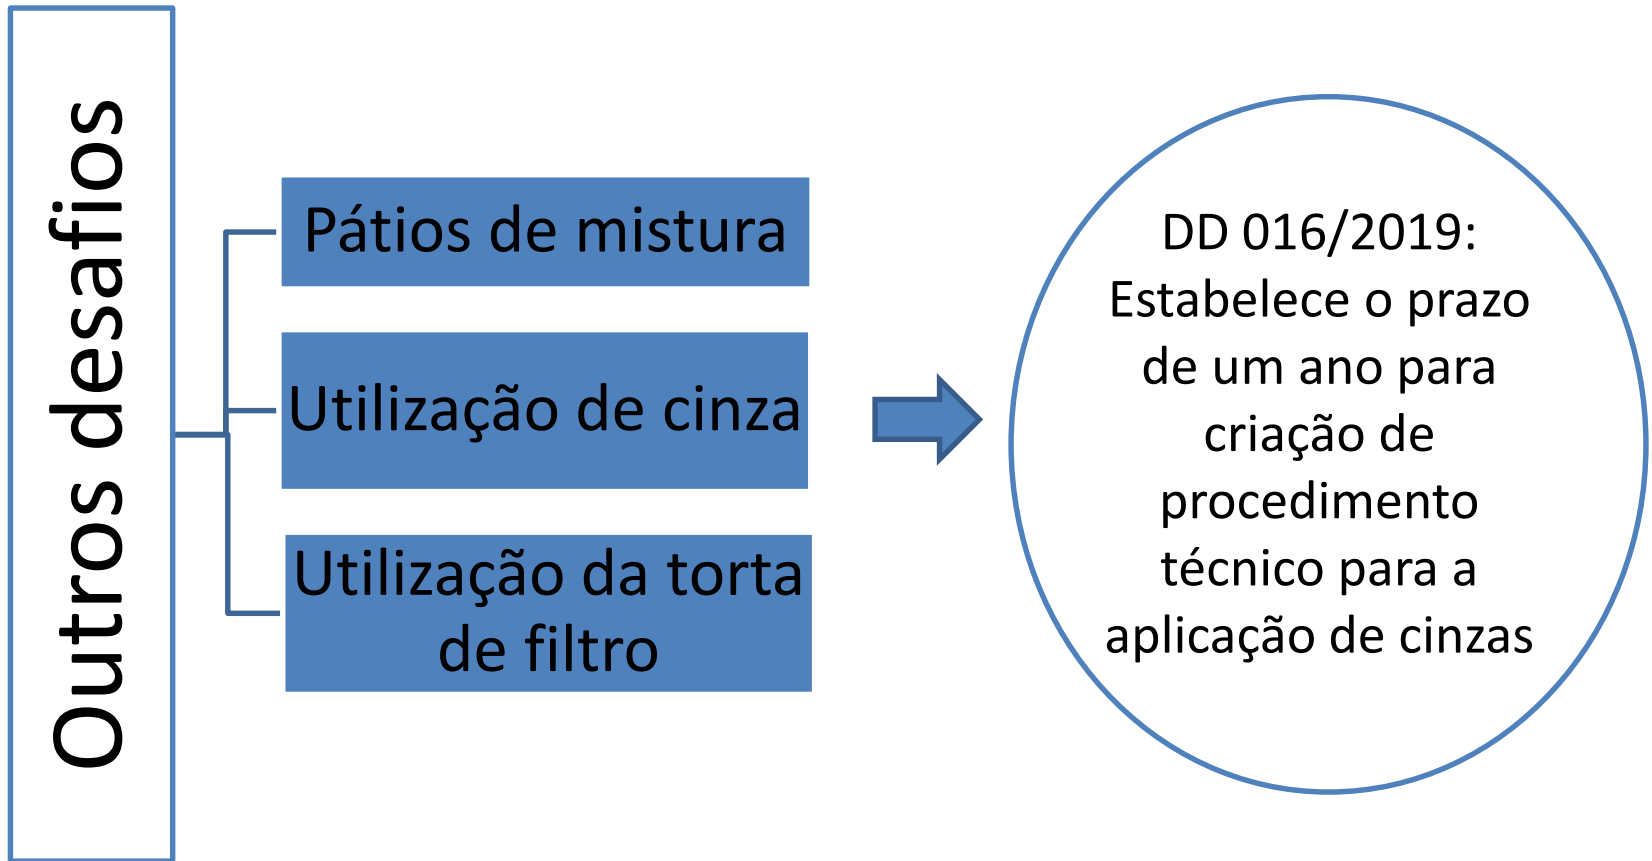 Outros desafios
Pátios de mistura
Utilização de cinza
Utilização da torta
de filtro
DD 016/2019:
Estabelece o prazo
de um ano para
criação de
procedimento
técnico para a
aplicação de cinzas